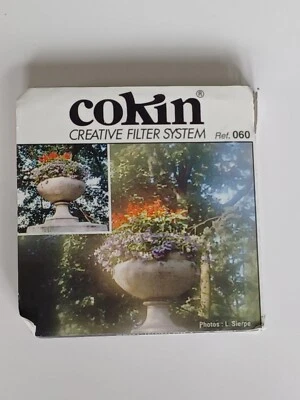 cokin®
CREATIVE FILTER SYSTEM Ref. 060
Photos : L. Sierpe